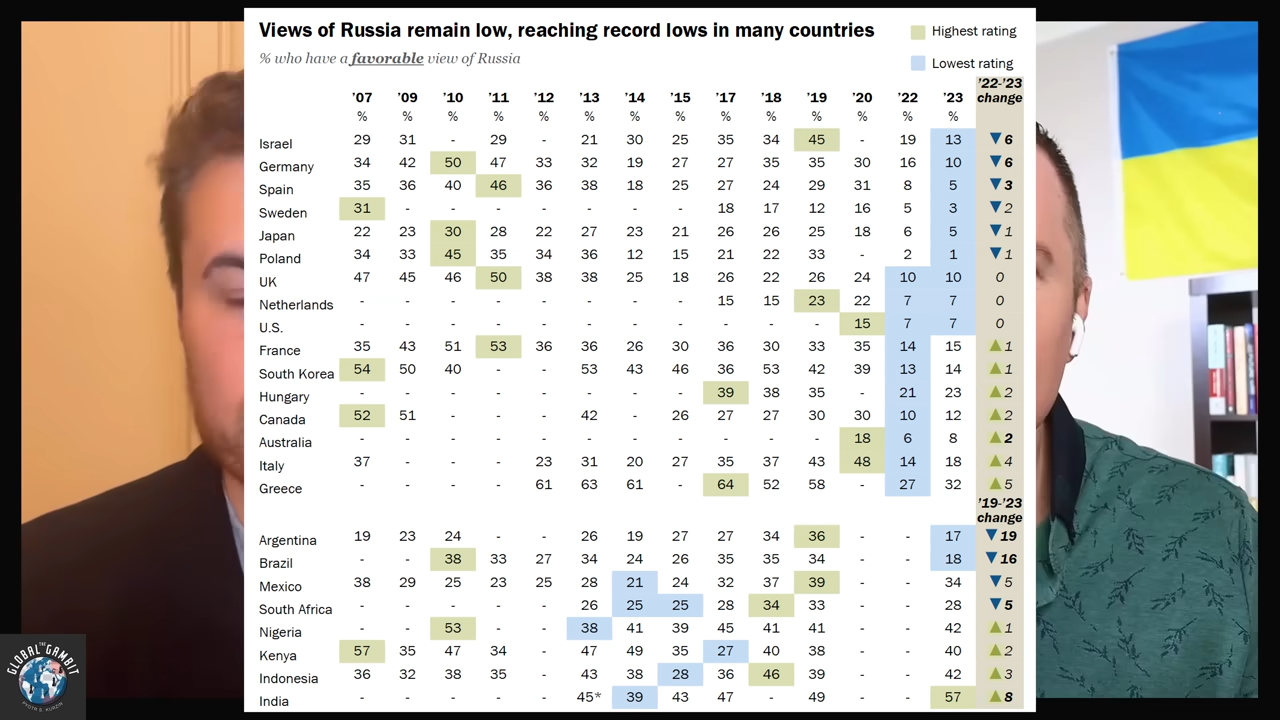 Views of Russia remain low, reaching record lows in many countries
Highest rating
% who have a favorable view of Russia
Lowest rating
'22-'23
change
'07 '09 '10 '11 '12 '13 '14 '15 '17 '18 '19 '20 '22 '23
% % % % % % % % % % % % % %
Israel 29 31 - 29 - 21 30 25 35 34 45 - 19 13 ▼6
Germany 34 42 50 47 33 32 19 27 27 35 35 30 16 10 ▼6
Spain 35 36 40 46 36 38 18 25 27 24 29 31 8 5 ▼3
Sweden 31 - - - - - - - 18 17 12 16 5 3 ▼2
Japan 22 23 30 28 22 27 23 21 26 26 25 18 6 5 ▼1
Poland 34 33 45 35 34 36 12 15 21 22 33 - 2 1 ▼1
UK 47 45 46 50 38 38 25 18 26 22 26 24 10 10 0
Netherlands - - - - - - - - 15 15 23 22 7 7 0
U.S. - - - - - - - - - - - 15 7 7 0
France 35 43 51 53 36 36 26 30 36 30 33 35 14 15 ▲1
South Korea 54 50 40 - - 53 43 46 36 53 42 39 13 14 ▲1
Hungary - - - - - - - - 39 38 35 - 21 23 ▲2
Canada 52 51 - - - 42 - 26 27 27 30 30 10 12 ▲2
Australia - - - - - - - - - - - 18 6 8 ▲2
Italy 37 - - - 23 31 20 27 35 37 43 48 14 18 ▲4
Greece - - - - 61 63 61 - 64 52 58 - 27 32 ▲5
'19-'23
change
Argentina 19 23 24 - - 26 19 27 27 34 36 - - 17 ▼19
Brazil - - 38 33 27 34 24 26 35 35 34 - - 18 ▼16
Mexico 38 29 25 23 25 28 21 24 32 37 39 - - 34 ▼5
South Africa - - - - - 26 25 25 28 34 33 - - 28 ▼5
Nigeria - - 53 - - 38 41 39 45 41 41 - - 42 ▲1
Kenya 57 35 47 34 - 47 49 35 27 40 38 - - 40 ▲2
Indonesia 36 32 38 35 - 43 38 28 36 46 39 - - 42 ▲3
India - - - - - 45* 39 43 47 - 49 - - 57 ▲8
THE
GLOBAL GAMBIT